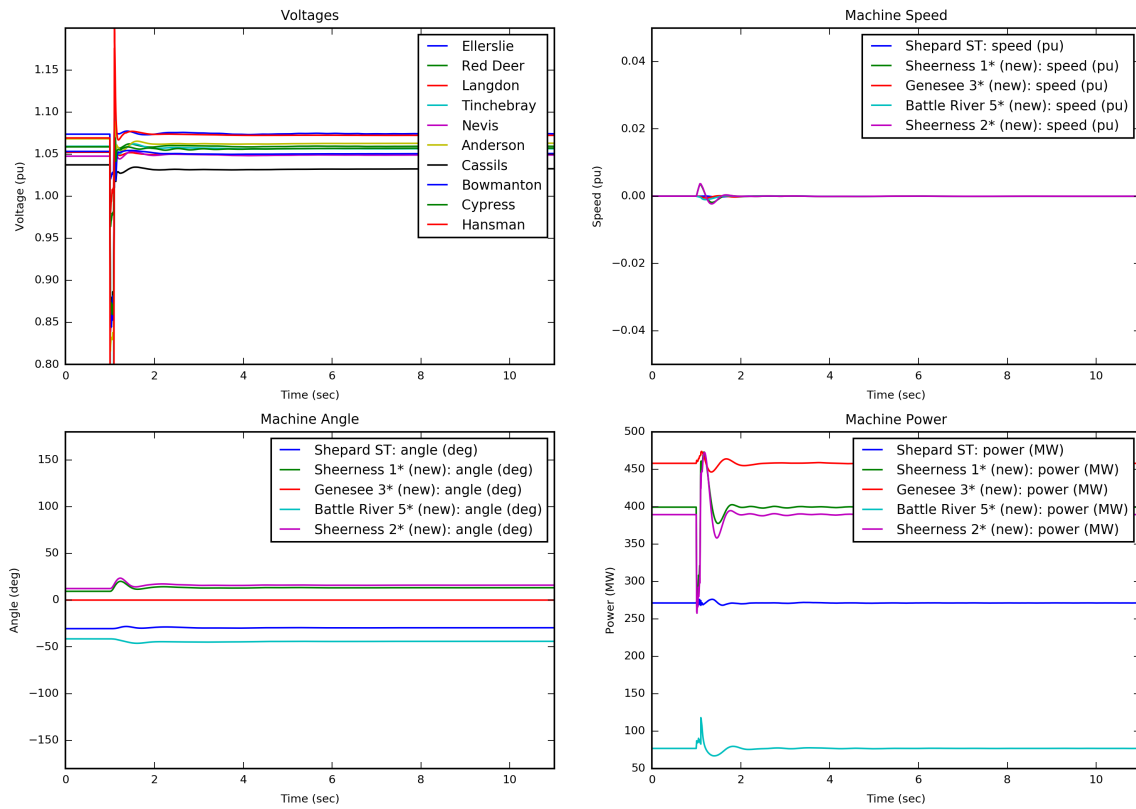 Voltages
1.15
1.10
1.05
1.00
0.95
0.90
0.85
0.80
Voltage (pu)
0 2 4 6 8 10
Time (sec)
Ellerslie
Red Deer
Langdon
Tinchebray
Nevis
Anderson
Cassils
Bowmanton
Cypress
Hansman
Machine Speed
0.04
0.02
0.00
−0.02
−0.04
Speed (pu)
0 2 4 6 8 10
Time (sec)
Shepard ST: speed (pu)
Sheerness 1* (new): speed (pu)
Genesee 3* (new): speed (pu)
Battle River 5* (new): speed (pu)
Sheerness 2* (new): speed (pu)
Machine Angle
150
100
50
0
−50
−100
−150
Angle (deg)
0 2 4 6 8 10
Time (sec)
Shepard ST: angle (deg)
Sheerness 1* (new): angle (deg)
Genesee 3* (new): angle (deg)
Battle River 5* (new): angle (deg)
Sheerness 2* (new): angle (deg)
Machine Power
500
450
400
350
300
250
200
150
100
50
Power (MW)
0 2 4 6 8 10
Time (sec)
Shepard ST: power (MW)
Sheerness 1* (new): power (MW)
Genesee 3* (new): power (MW)
Battle River 5* (new): power (MW)
Sheerness 2* (new): power (MW)